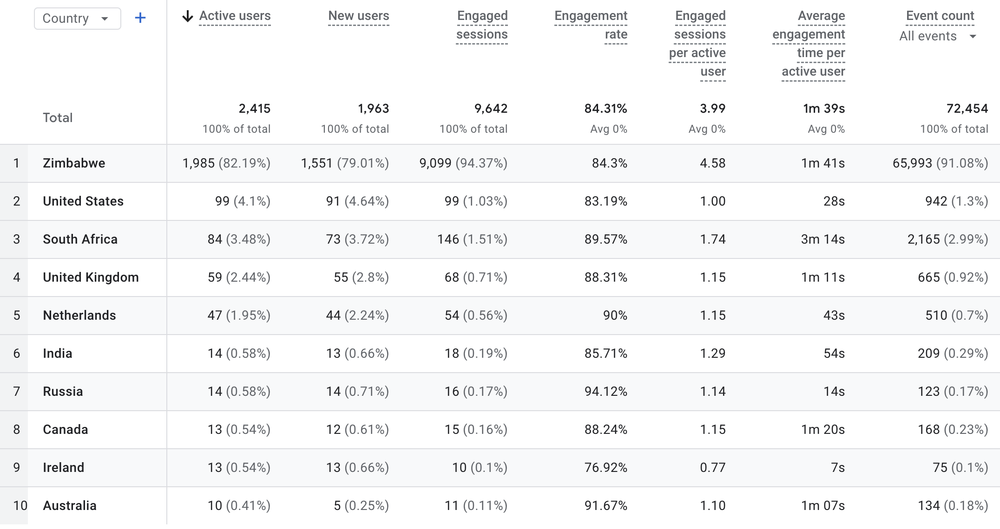 Country
Active users New users Engaged sessions Engagement rate Engaged sessions per active user Average engagement time per active user Event count All events
Total 2,415 1,963 9,642 84.31% 3.99 1m 39s 72,454
100% of total 100% of total 100% of total Avg 0% Avg 0% Avg 0% 100% of total
1 Zimbabwe 1,985 (82.19%) 1,551 (79.01%) 9,099 (94.37%) 84.3% 4.58 1m 41s 65,993 (91.08%)
2 United States 99 (4.1%) 91 (4.64%) 99 (1.03%) 83.19% 1.00 28s 942 (1.3%)
3 South Africa 84 (3.48%) 73 (3.72%) 146 (1.51%) 89.57% 1.74 3m 14s 2,165 (2.99%)
4 United Kingdom 59 (2.44%) 55 (2.8%) 68 (0.71%) 88.31% 1.15 1m 11s 665 (0.92%)
5 Netherlands 47 (1.95%) 44 (2.24%) 54 (0.56%) 90% 1.15 43s 510 (0.7%)
6 India 14 (0.58%) 13 (0.66%) 18 (0.19%) 85.71% 1.29 54s 209 (0.29%)
7 Russia 14 (0.58%) 14 (0.71%) 16 (0.17%) 94.12% 1.14 14s 123 (0.17%)
8 Canada 13 (0.54%) 12 (0.61%) 15 (0.16%) 88.24% 1.15 1m 20s 168 (0.23%)
9 Ireland 13 (0.54%) 13 (0.66%) 10 (0.1%) 76.92% 0.77 7s 75 (0.1%)
10 Australia 10 (0.41%) 5 (0.25%) 11 (0.11%) 91.67% 1.10 1m 07s 134 (0.18%)